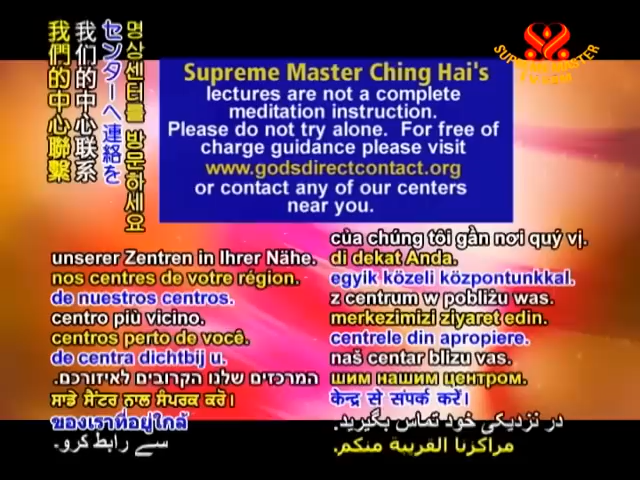 我們的中心聯繫
我们的中心联系
センターへ連絡を
명상센터를 방문하세요
SUPREME MASTER
TV.com
Supreme Master Ching Hai's
lectures are not a complete
meditation instruction.
Please do not try alone. For free of
charge guidance please visit
www.godsdirectcontact.org
or contact any of our centers
near you.
unserer Zentren in Ihrer Nähe.
nos centres de votre région.
de nuestros centros.
centro più vicino.
centros perto de você.
de centra dichtbij u.
המרכזים שלנו הקרובים לאיזורכם.
ਸਾਡੇ ਸੈਂਟਰ ਨਾਲ ਸੰਪਰਕ ਕਰੋ।
ของเราที่อยู่ใกล้
سے رابط کرو۔
của chúng tôi gần nơi quý vị.
di dekat Anda.
egyik közeli központunkkal.
z centrum w pobliżu was.
merkezimizi ziyaret edin.
centrele din apropiere.
naš centar blizu vas.
шим нашим центром.
केन्द्र से संपर्क करें।
در نزدیکی خود تماس بگیرید.
مراكزنا القريبة منكم.